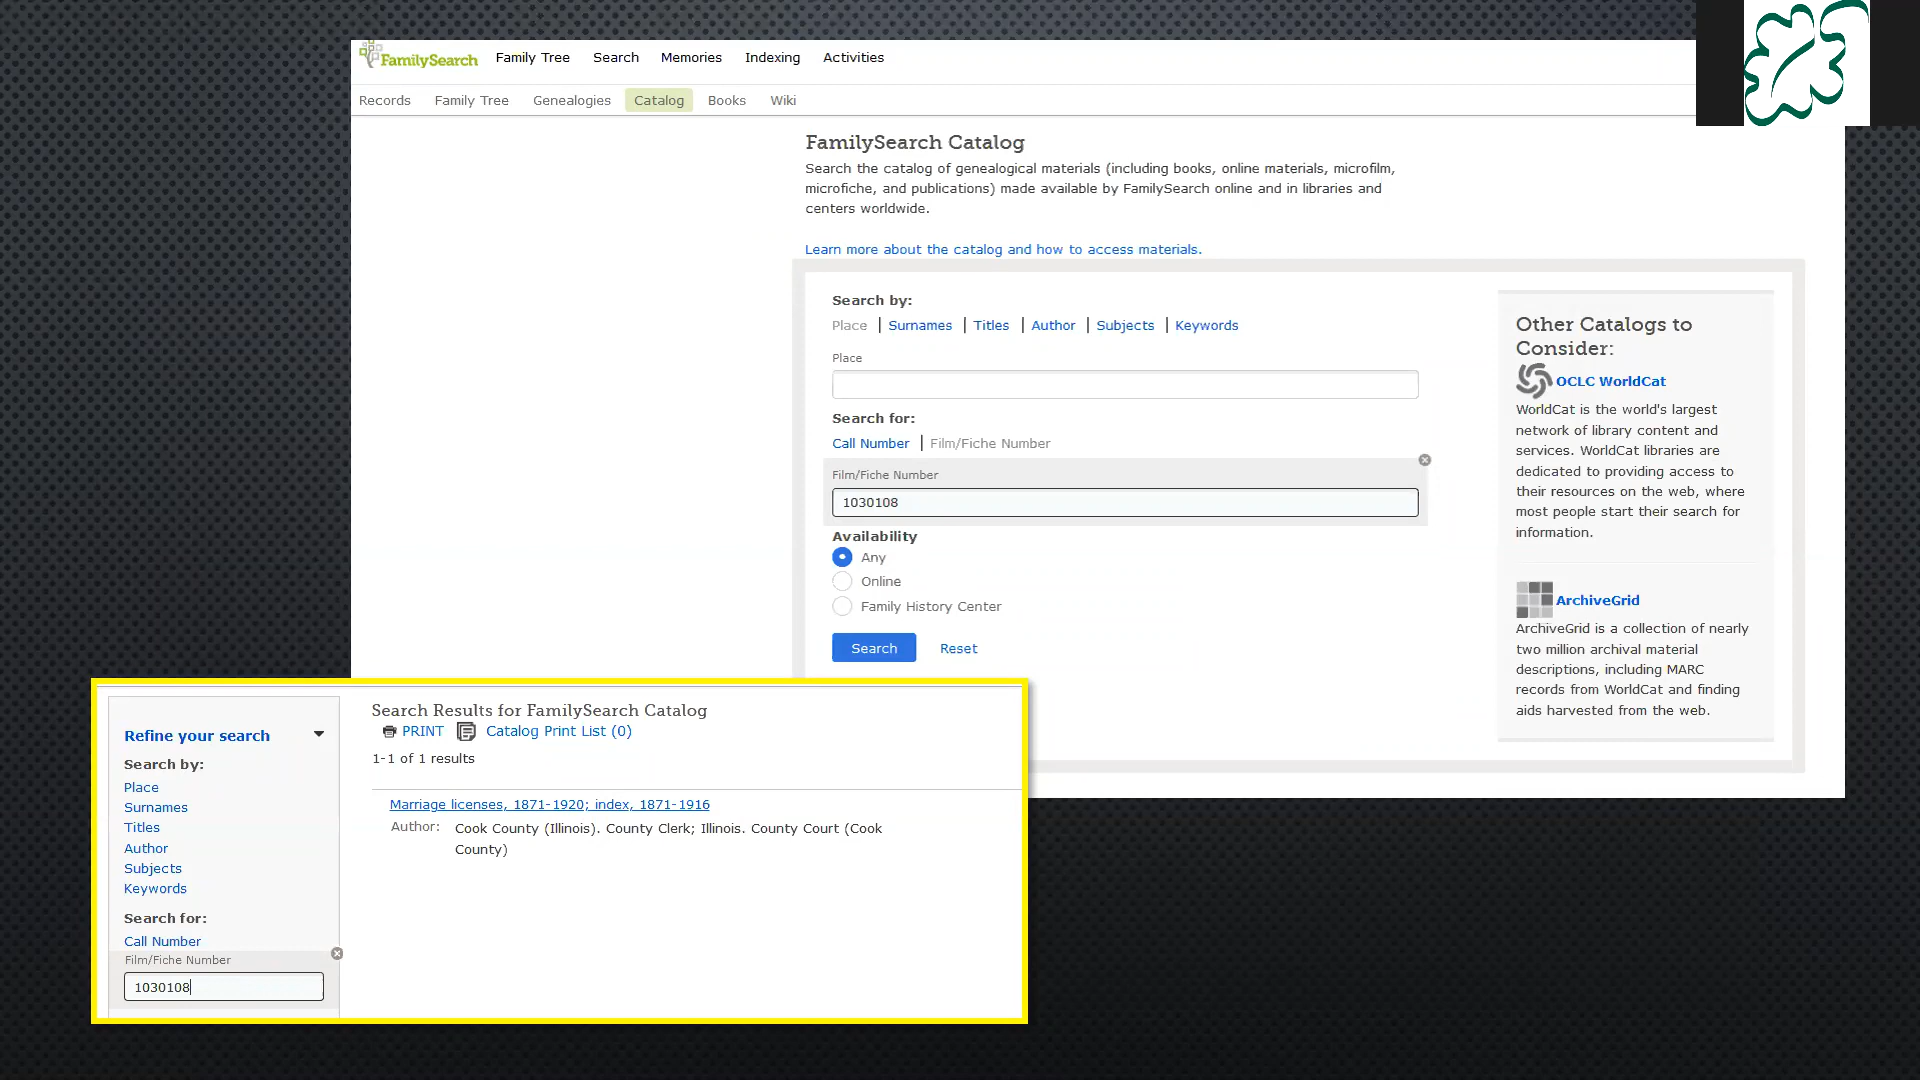 FamilySearch
Family Tree Search Memories Indexing Activities
Records Family Tree Genealogies Catalog Books Wiki
FamilySearch Catalog
Search the catalog of genealogical materials (including books, online materials, microfilm,
microfiche, and publications) made available by FamilySearch online and in libraries and
centers worldwide.
Learn more about the catalog and how to access materials.
Search by:
Place | Surnames | Titles | Author | Subjects | Keywords
Place
Search for:
Call Number | Film/Fiche Number
Film/Fiche Number
1030108
Availability
Any
Online
Family History Center
Search Reset
Other Catalogs to
Consider:
OCLC WorldCat
WorldCat is the world's largest
network of library content and
services. WorldCat libraries are
dedicated to providing access to
their resources on the web, where
most people start their search for
information.
ArchiveGrid
ArchiveGrid is a collection of nearly
two million archival material
descriptions, including MARC
records from WorldCat and finding
aids harvested from the web.
Refine your search
Search by:
Place
Surnames
Titles
Author
Subjects
Keywords
Search for:
Call Number
Film/Fiche Number
1030108
Search Results for FamilySearch Catalog
PRINT Catalog Print List (0)
1-1 of 1 results
Marriage licenses, 1871-1920; index, 1871-1916
Author: Cook County (Illinois). County Clerk; Illinois. County Court (Cook
County)